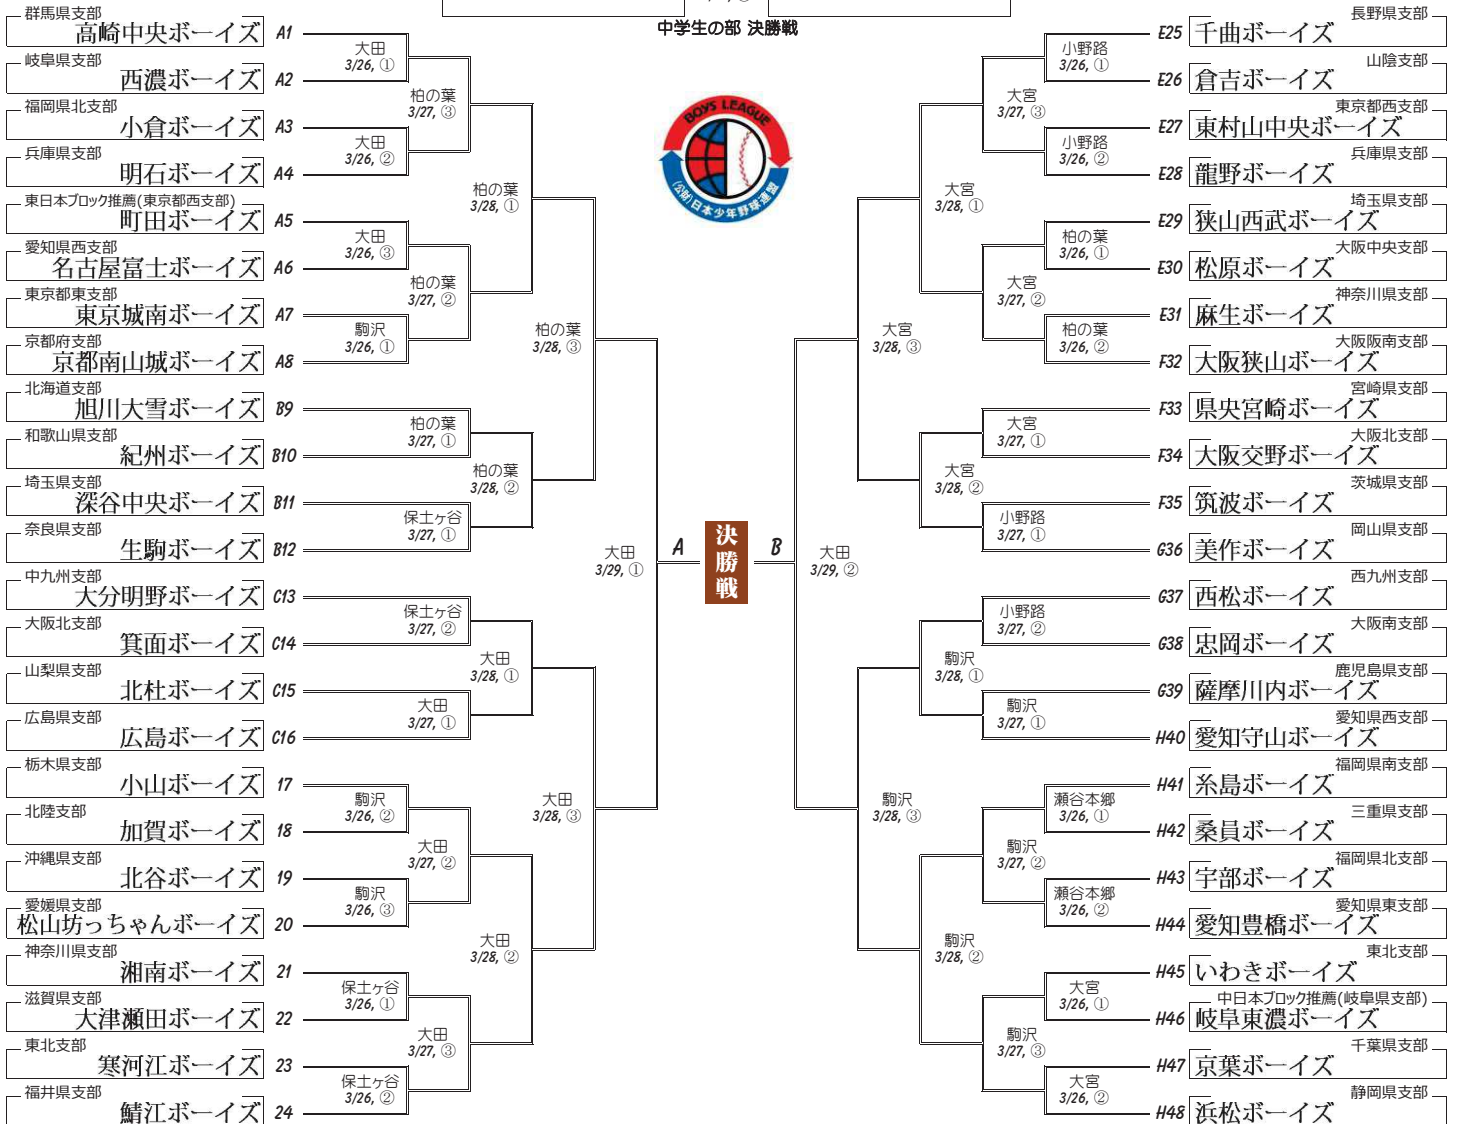 中学生の部 決勝戦
BOYS LEAGUE
(公財)日本少年野球連盟
群馬県支部
高崎中央ボーイズ A1
岐阜県支部
西濃ボーイズ A2
福岡県北支部
小倉ボーイズ A3
兵庫県支部
明石ボーイズ A4
東日本ブロック推薦(東京都西支部)
町田ボーイズ A5
愛知県西支部
名古屋富士ボーイズ A6
東京都東支部
東京城南ボーイズ A7
京都府支部
京都南山城ボーイズ A8
北海道支部
旭川大雪ボーイズ B9
和歌山県支部
紀州ボーイズ B10
埼玉県支部
深谷中央ボーイズ B11
奈良県支部
生駒ボーイズ B12
中九州支部
大分明野ボーイズ C13
大阪北支部
箕面ボーイズ C14
山梨県支部
北杜ボーイズ C15
広島県支部
広島ボーイズ C16
栃木県支部
小山ボーイズ 17
北陸支部
加賀ボーイズ 18
沖縄県支部
北谷ボーイズ 19
愛媛県支部
松山坊っちゃんボーイズ 20
神奈川県支部
湘南ボーイズ 21
滋賀県支部
大津瀬田ボーイズ 22
東北支部
寒河江ボーイズ 23
福井県支部
鯖江ボーイズ 24
大田
3/26, ①
大田
3/26, ②
大田
3/26, ③
駒沢
3/26, ①
駒沢
3/26, ②
駒沢
3/26, ③
保土ヶ谷
3/26, ①
保土ヶ谷
3/26, ②
柏の葉
3/27, ③
柏の葉
3/27, ②
柏の葉
3/27, ①
保土ヶ谷
3/27, ①
保土ヶ谷
3/27, ②
大田
3/27, ①
大田
3/27, ②
大田
3/27, ③
柏の葉
3/28, ①
柏の葉
3/28, ②
大田
3/28, ①
大田
3/28, ②
柏の葉
3/28, ③
大田
3/28, ③
大田
3/29, ①
A
決勝戦
B
大田
3/29, ②
大宮
3/28, ③
駒沢
3/28, ③
大宮
3/28, ①
大宮
3/28, ②
駒沢
3/28, ①
駒沢
3/28, ②
大宮
3/27, ③
大宮
3/27, ②
大宮
3/27, ①
小野路
3/27, ①
小野路
3/27, ②
駒沢
3/27, ①
駒沢
3/27, ②
駒沢
3/27, ③
小野路
3/26, ①
小野路
3/26, ②
柏の葉
3/26, ①
柏の葉
3/26, ②
瀬谷本郷
3/26, ①
瀬谷本郷
3/26, ②
大宮
3/26, ①
大宮
3/26, ②
長野県支部
E25 千曲ボーイズ
山陰支部
E26 倉吉ボーイズ
東京都西支部
E27 東村山中央ボーイズ
兵庫県支部
E28 龍野ボーイズ
埼玉県支部
E29 狭山西武ボーイズ
大阪中央支部
E30 松原ボーイズ
神奈川県支部
E31 麻生ボーイズ
大阪阪南支部
F32 大阪狭山ボーイズ
宮崎県支部
F33 県央宮崎ボーイズ
大阪北支部
F34 大阪交野ボーイズ
茨城県支部
F35 筑波ボーイズ
岡山県支部
G36 美作ボーイズ
西九州支部
G37 西松ボーイズ
大阪南支部
G38 忠岡ボーイズ
鹿児島県支部
G39 薩摩川内ボーイズ
愛知県西支部
H40 愛知守山ボーイズ
福岡県南支部
H41 糸島ボーイズ
三重県支部
H42 桑員ボーイズ
福岡県北支部
H43 宇部ボーイズ
愛知県東支部
H44 愛知豊橋ボーイズ
東北支部
H45 いわきボーイズ
中日本ブロック推薦(岐阜県支部)
H46 岐阜東濃ボーイズ
千葉県支部
H47 京葉ボーイズ
静岡県支部
H48 浜松ボーイズ